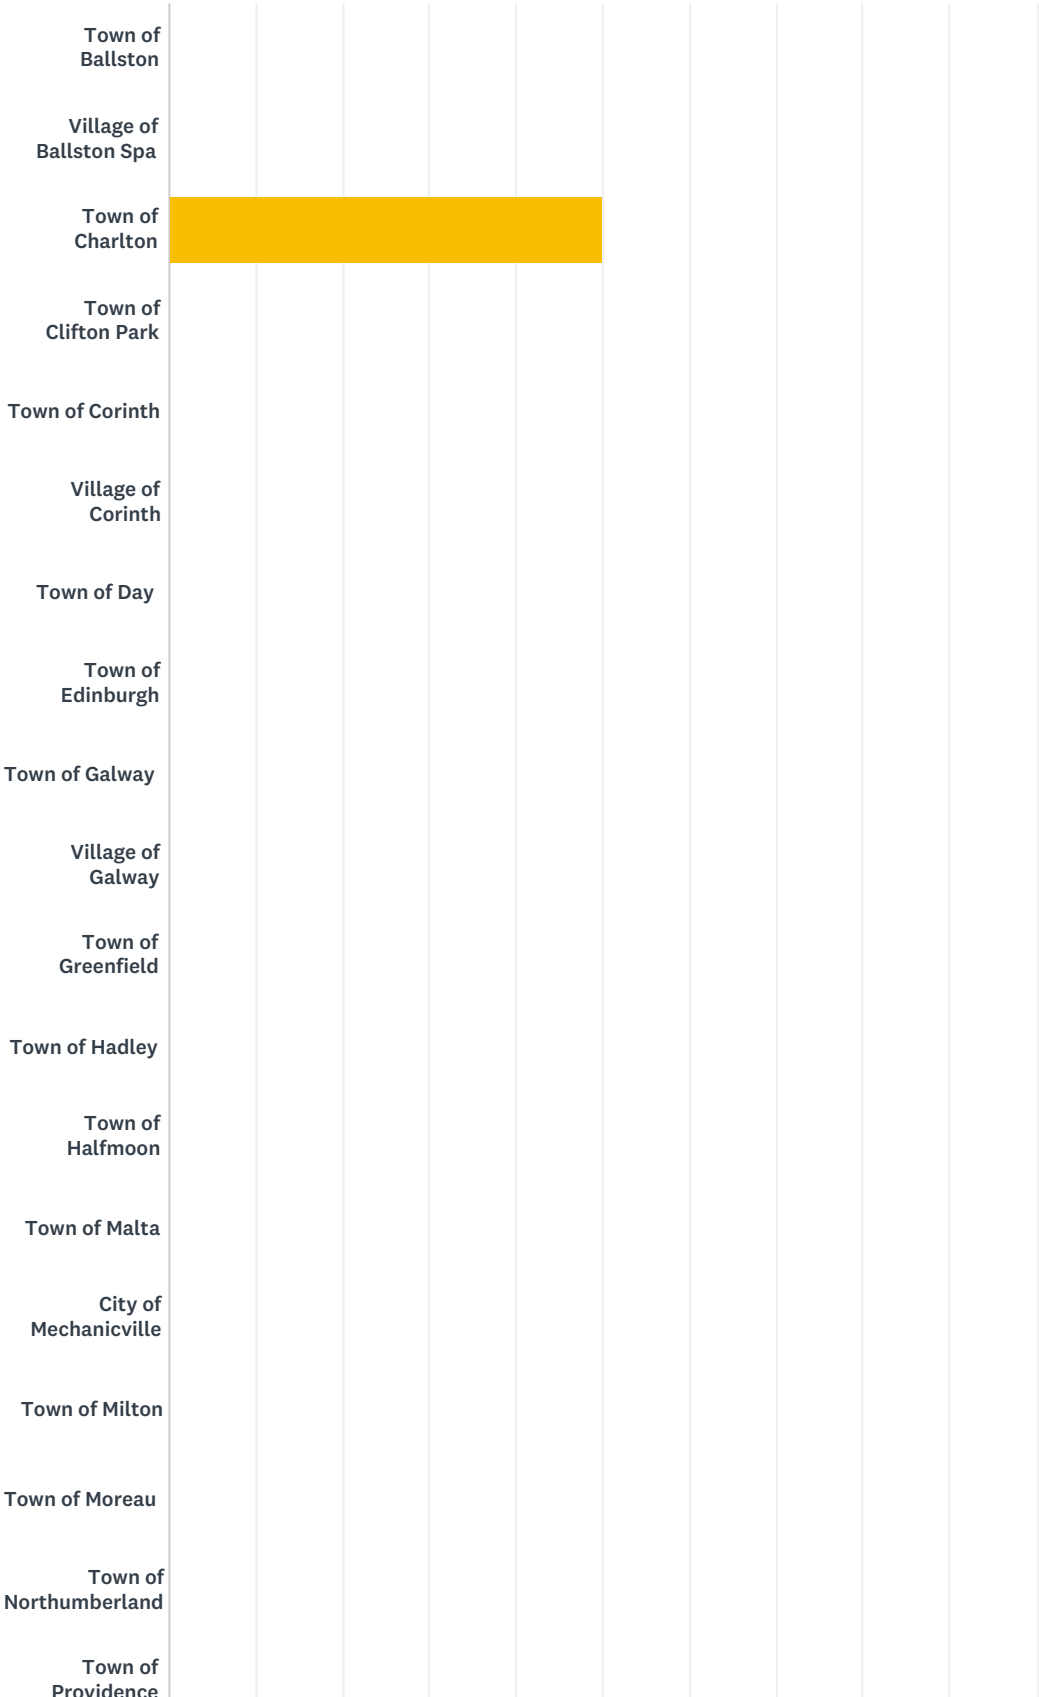 Town of
Ballston
Village of
Ballston Spa
Town of
Charlton
Town of
Clifton Park
Town of Corinth
Village of
Corinth
Town of Day
Town of
Edinburgh
Town of Galway
Village of
Galway
Town of
Greenfield
Town of Hadley
Town of
Halfmoon
Town of Malta
City of
Mechanicville
Town of Milton
Town of Moreau
Town of
Northumberland
Town of
Providence